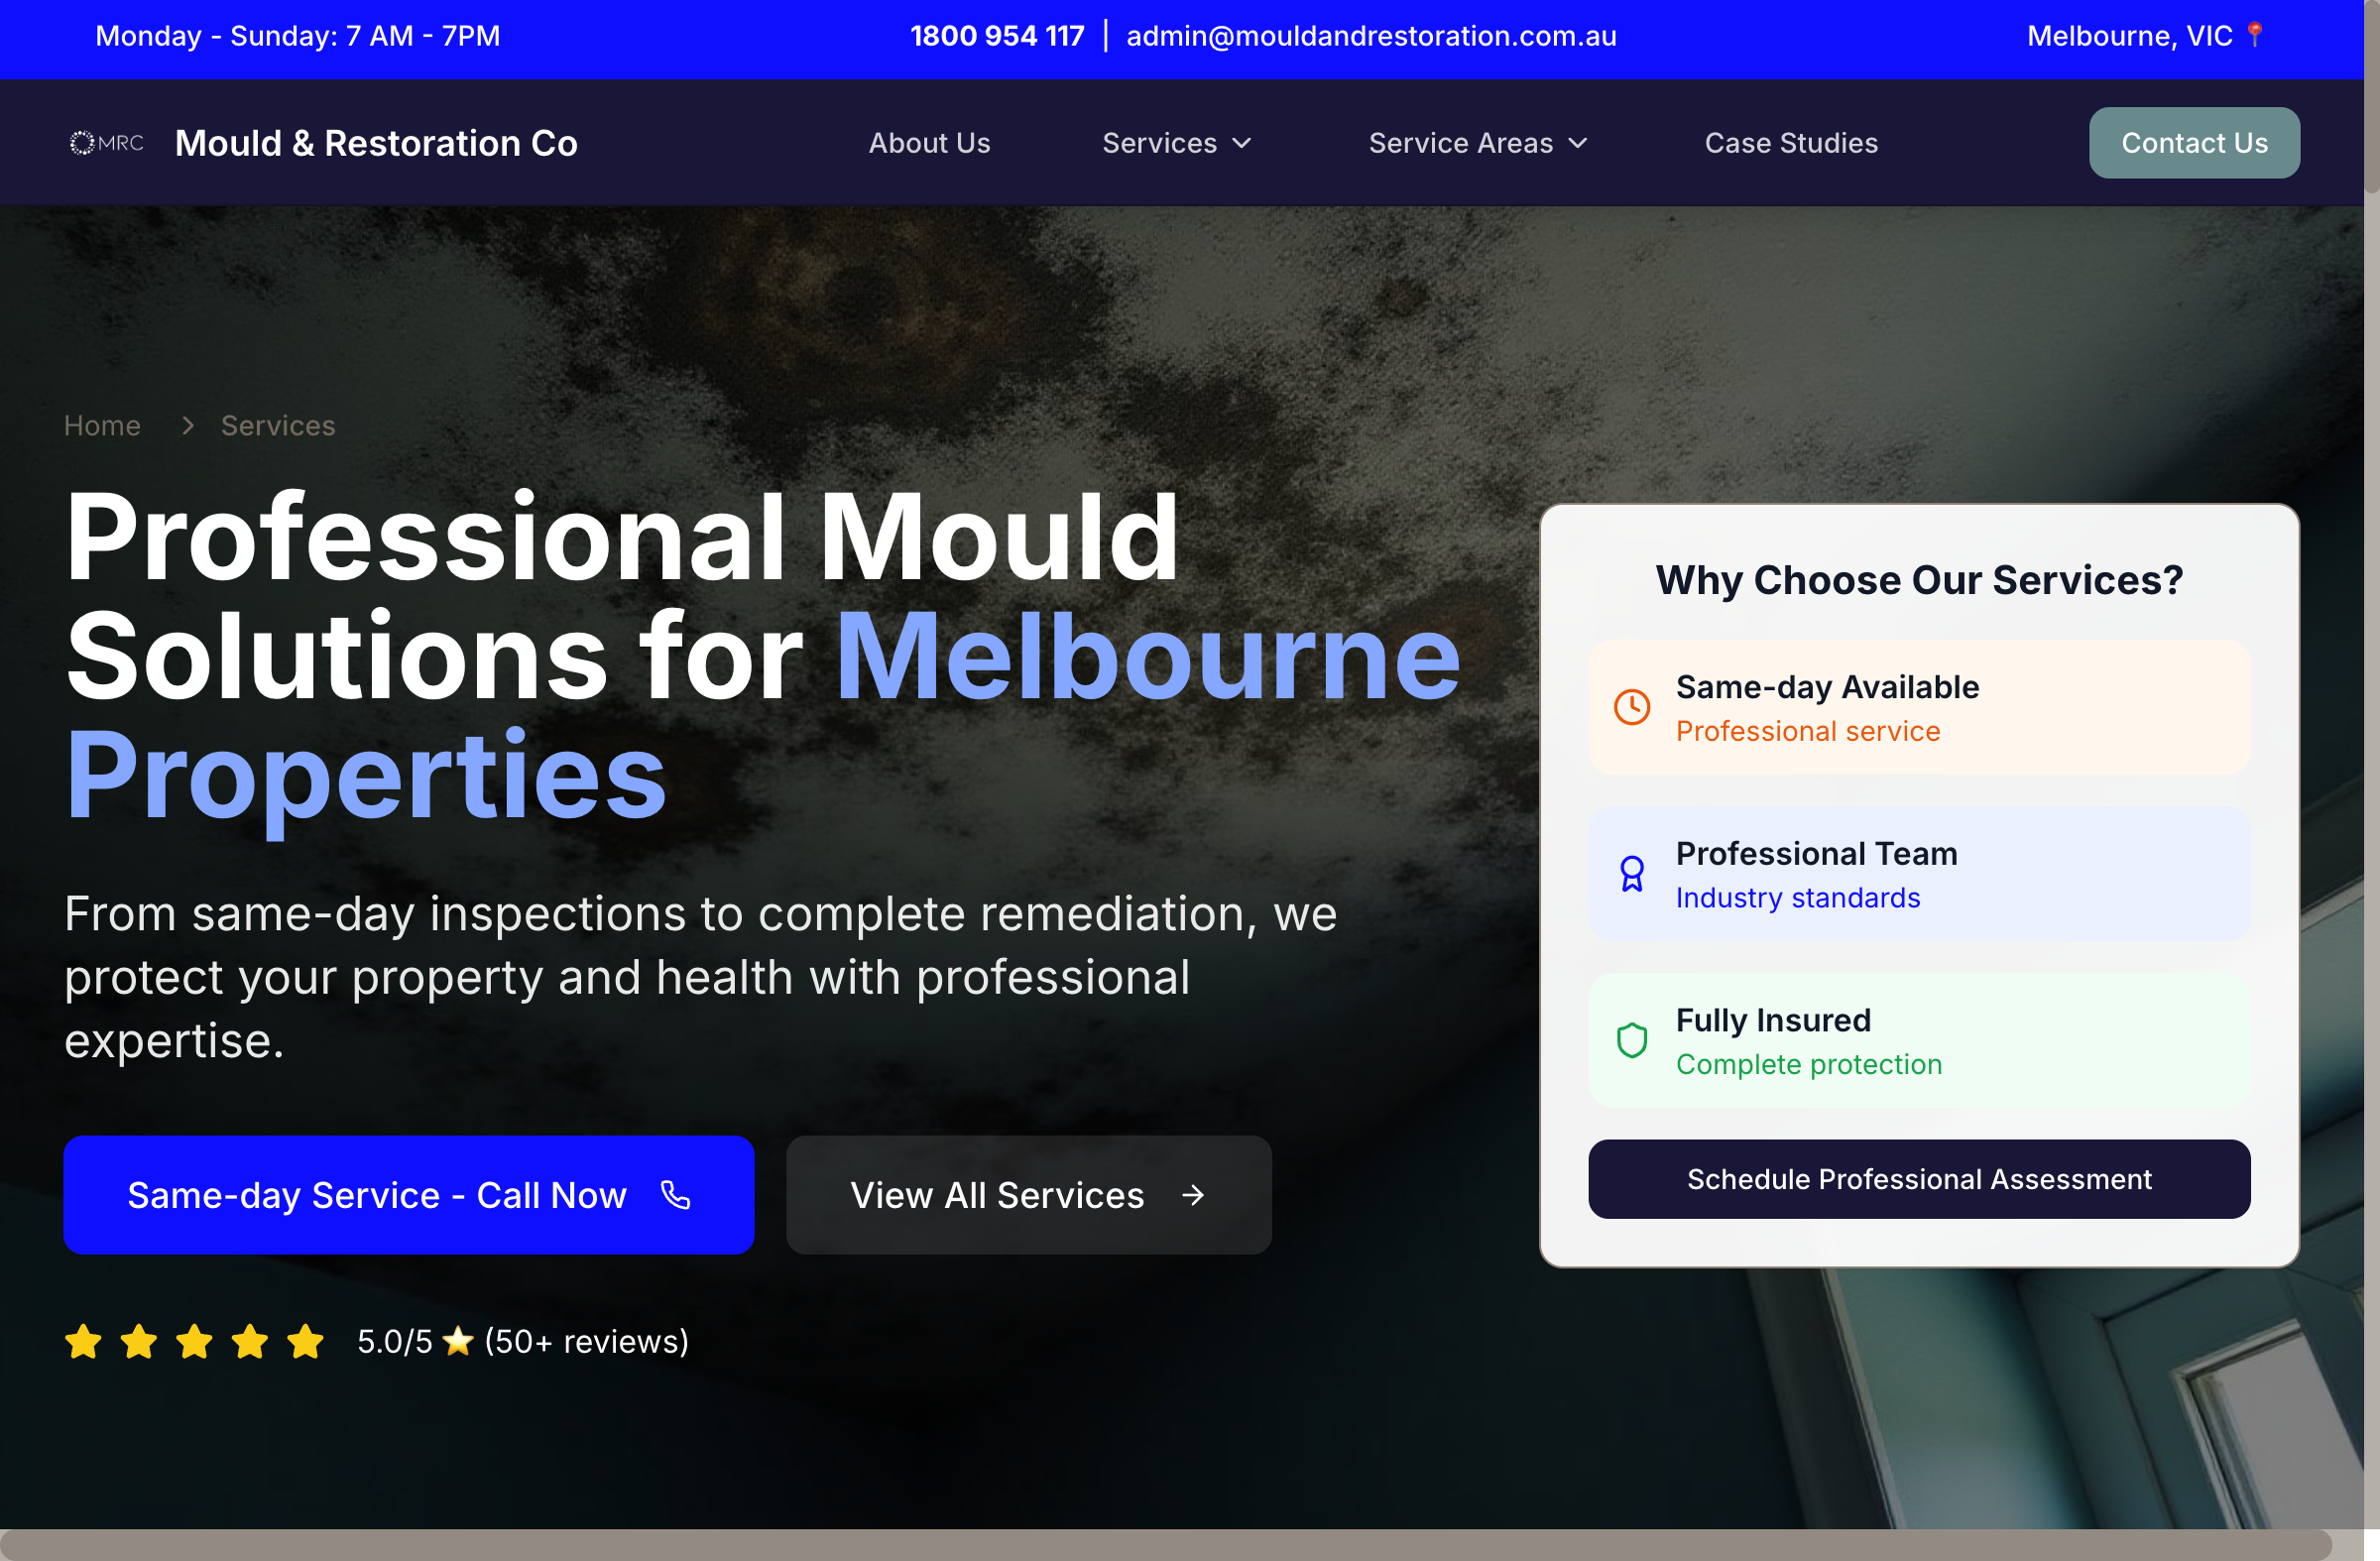 Monday - Sunday: 7 AM - 7PM
1800 954 117 | admin@mouldandrestoration.com.au
Melbourne, VIC 📍
MRC
Mould & Restoration Co
About Us
Services
Service Areas
Case Studies
Contact Us
Home > Services
Professional Mould
Solutions for Melbourne
Properties
From same-day inspections to complete remediation, we
protect your property and health with professional
expertise.
Same-day Service - Call Now
View All Services →
5.0/5 ⭐ (50+ reviews)
Why Choose Our Services?
Same-day Available
Professional service
Professional Team
Industry standards
Fully Insured
Complete protection
Schedule Professional Assessment